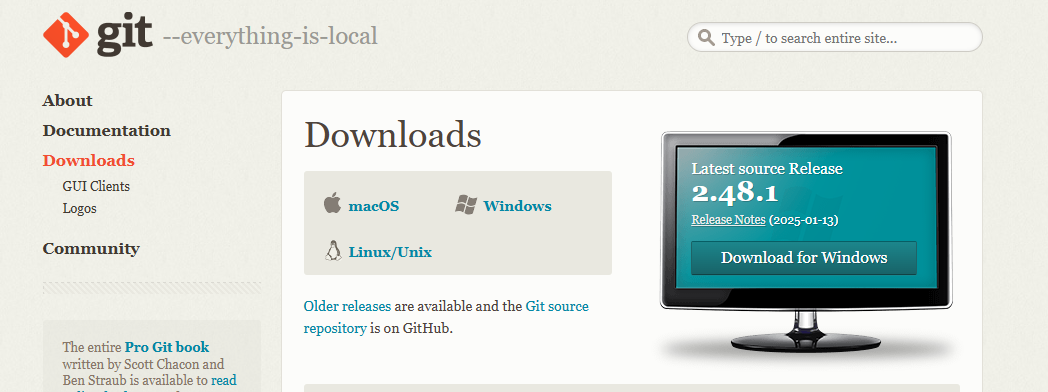 git --everything-is-local
Type / to search entire site...
About
Documentation
Downloads
GUI Clients
Logos
Community
The entire Pro Git book
written by Scott Chacon and
Ben Straub is available to read
Downloads
macOS
Windows
Linux/Unix
Older releases are available and the Git source
repository is on GitHub.
Latest source Release
2.48.1
Release Notes (2025-01-13)
Download for Windows